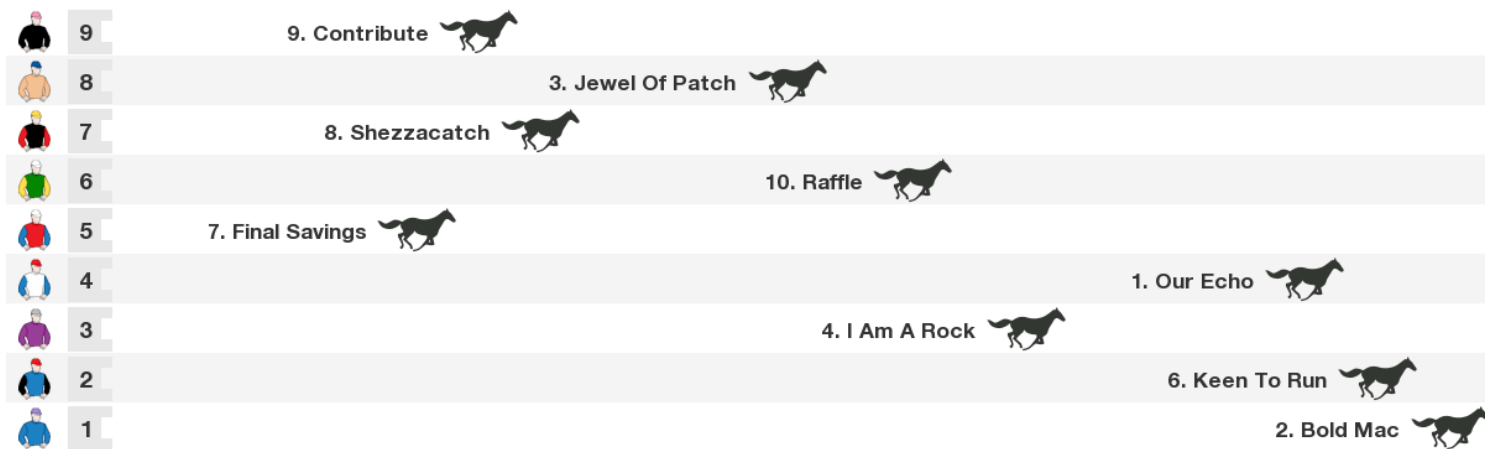 9 9. Contribute
8 3. Jewel Of Patch
7 8. Shezzacatch
6 10. Raffle
5 7. Final Savings
4 1. Our Echo
3 4. I Am A Rock
2 6. Keen To Run
1 2. Bold Mac